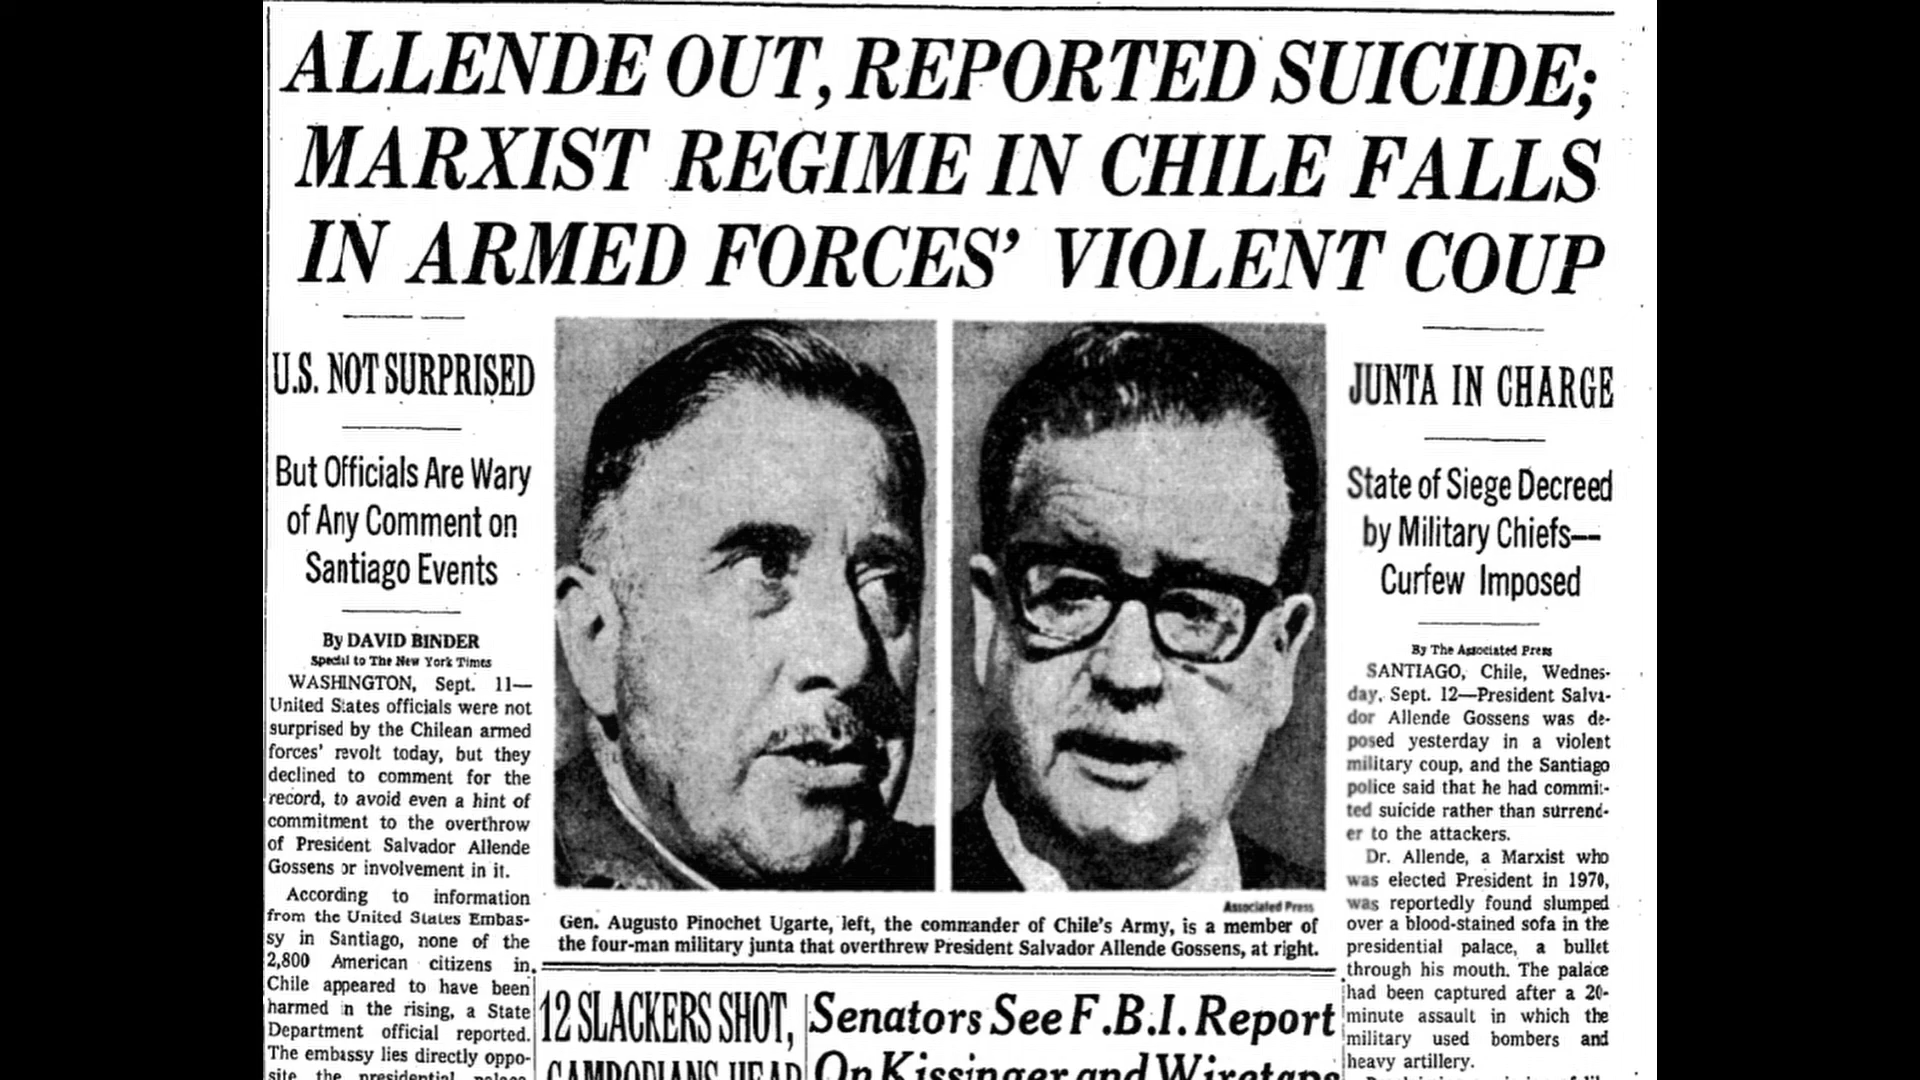 ALLENDE OUT, REPORTED SUICIDE;
MARXIST REGIME IN CHILE FALLS
IN ARMED FORCES' VIOLENT COUP
U.S. NOT SURPRISED
But Officials Are Wary
of Any Comment on
Santiago Events
By DAVID BINDER
Special to The New York Times
WASHINGTON, Sept. 11—
United States officials were not
surprised by the Chilean armed
forces' revolt today, but they
declined to comment for the
record, to avoid even a hint of
commitment to the overthrow
of President Salvador Allende
Gossens or involvement in it.
According to information
from the United States Embas-
sy in Santiago, none of the
2,800 American citizens in
Chile appeared to have been
harmed in the rising, a State
Department official reported.
The embassy lies directly oppo-
site the presidential palace,
Associated Press
Gen. Augusto Pinochet Ugarte, left, the commander of Chile's Army, is a member of
the four-man military junta that overthrew President Salvador Allende Gossens, at right.
12 SLACKERS SHOT,
CAMBODIANS HEAD
Senators See F.B.I. Report
On Kissinger and Wiretaps
JUNTA IN CHARGE
State of Siege Decreed
by Military Chiefs—
Curfew Imposed
By The Associated Press
SANTIAGO, Chile, Wednes-
day, Sept. 12—President Salva-
dor Allende Gossens was de-
posed yesterday in a violent
military coup, and the Santiago
police said that he had commit-
ted suicide rather than surrend-
er to the attackers.
Dr. Allende, a Marxist who
was elected President in 1970,
was reportedly found slumped
over a blood-stained sofa in the
presidential palace, a bullet
through his mouth. The palace
had been captured after a 20-
minute assault in which the
military used bombers and
heavy artillery.